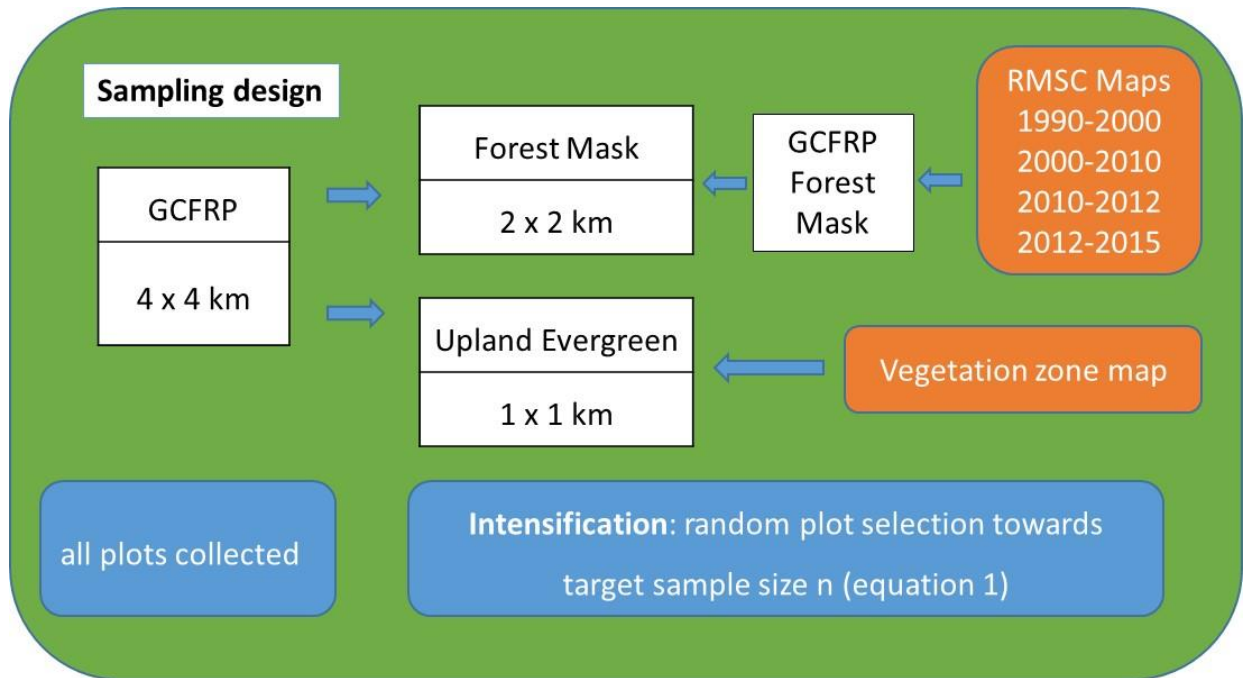 Sampling design
GCFRP
4 x 4 km
Forest Mask
2 x 2 km
GCFRP
Forest
Mask
RMSC Maps
1990-2000
2000-2010
2010-2012
2012-2015
Upland Evergreen
1 x 1 km
Vegetation zone map
all plots collected
Intensification: random plot selection towards
target sample size n (equation 1)